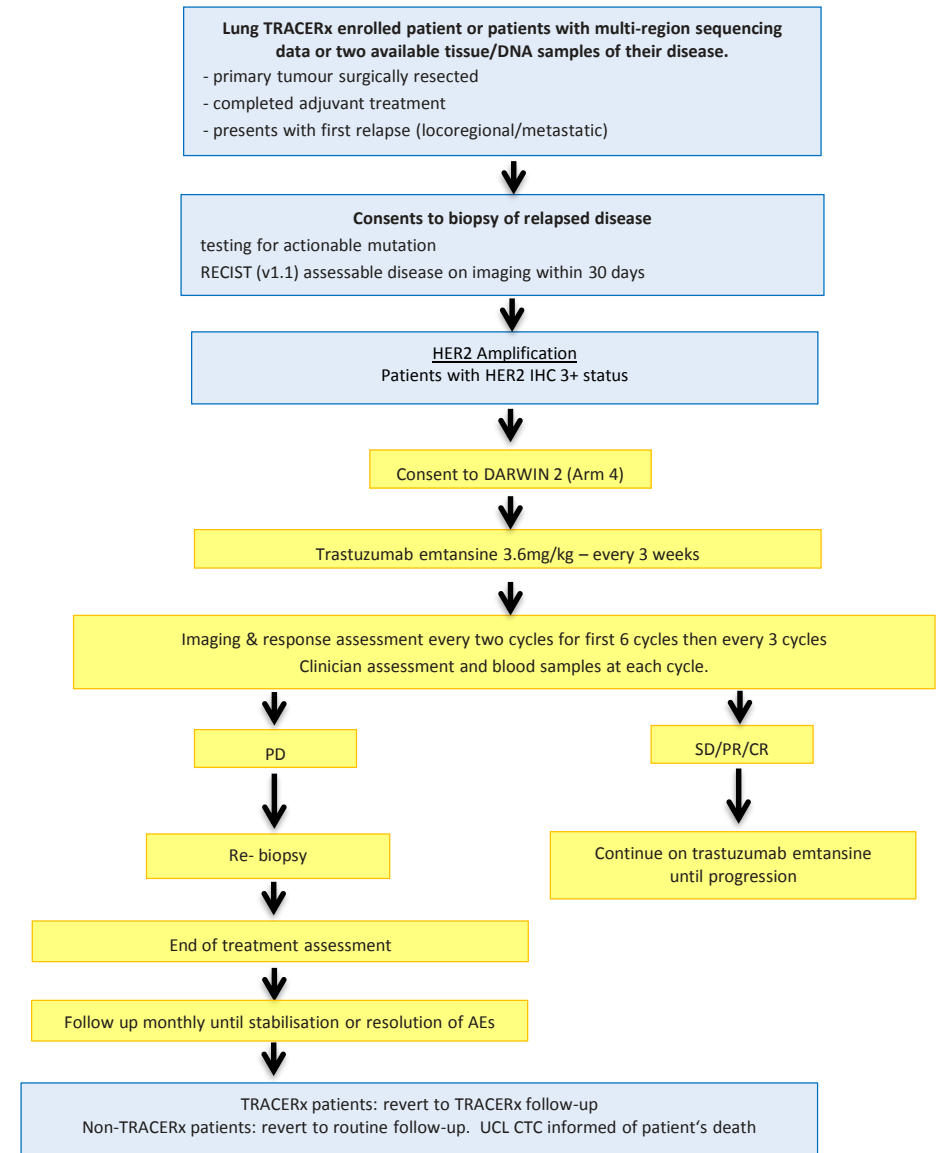 Lung TRACERx enrolled patient or patients with multi-region sequencing
data or two available tissue/DNA samples of their disease.
- primary tumour surgically resected
- completed adjuvant treatment
- presents with first relapse (locoregional/metastatic)
Consents to biopsy of relapsed disease
testing for actionable mutation
RECIST (v1.1) assessable disease on imaging within 30 days
HER2 Amplification
Patients with HER2 IHC 3+ status
Consent to DARWIN 2 (Arm 4)
Trastuzumab emtansine 3.6mg/kg – every 3 weeks
Imaging & response assessment every two cycles for first 6 cycles then every 3 cycles
Clinician assessment and blood samples at each cycle.
PD
SD/PR/CR
Re- biopsy
Continue on trastuzumab emtansine
until progression
End of treatment assessment
Follow up monthly until stabilisation or resolution of AEs
TRACERx patients: revert to TRACERx follow-up
Non-TRACERx patients: revert to routine follow-up. UCL CTC informed of patient‘s death